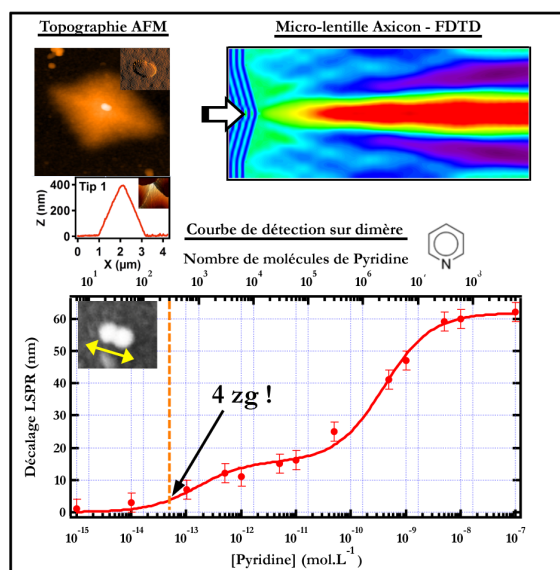 Topographie AFM
Micro-lentille Axicon - FDTD
Tip 1
Z (nm)
400
200
0
0 1 2 3 4
X (µm)
Courbe de détection sur dimère
Nombre de molécules de Pyridine
10¹ 10² 10³ 10⁴ 10⁵ 10⁶
N
4 zg !
Décalage LSPR (nm)
60
50
40
30
20
10
0
10⁻¹⁵ 10⁻¹⁴ 10⁻¹³ 10⁻¹² 10⁻¹¹ 10⁻¹⁰ 10⁻⁹ 10⁻⁸ 10⁻⁷
[Pyridine] (mol.L⁻¹)